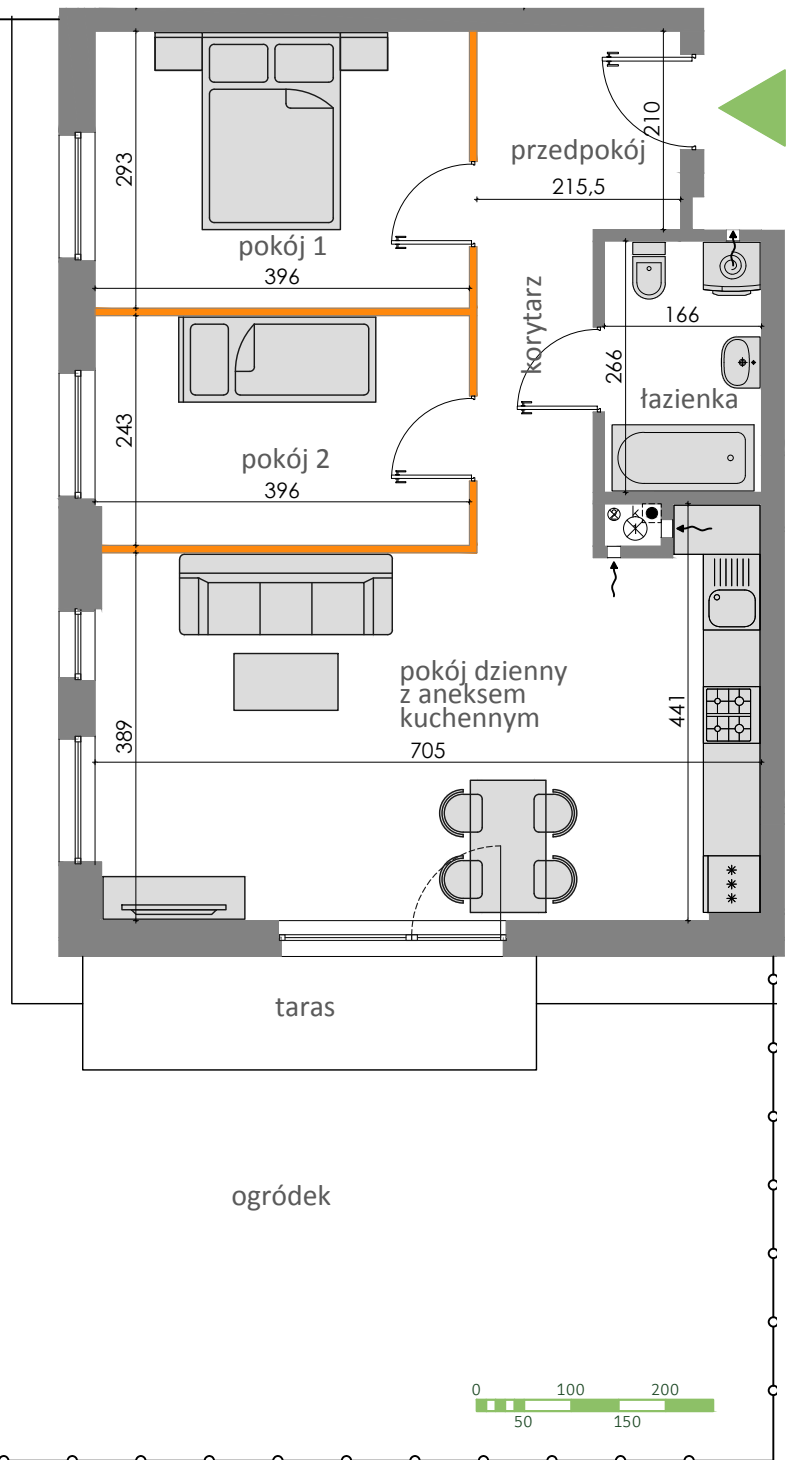 210
293
przedpokój
215,5
pokój 1
396
korytarz
166
266
łazienka
243
pokój 2
396
k
pokój dzienny
z aneksem
kuchennym
441
389
705
taras
ogródek
0 100 200
50 150